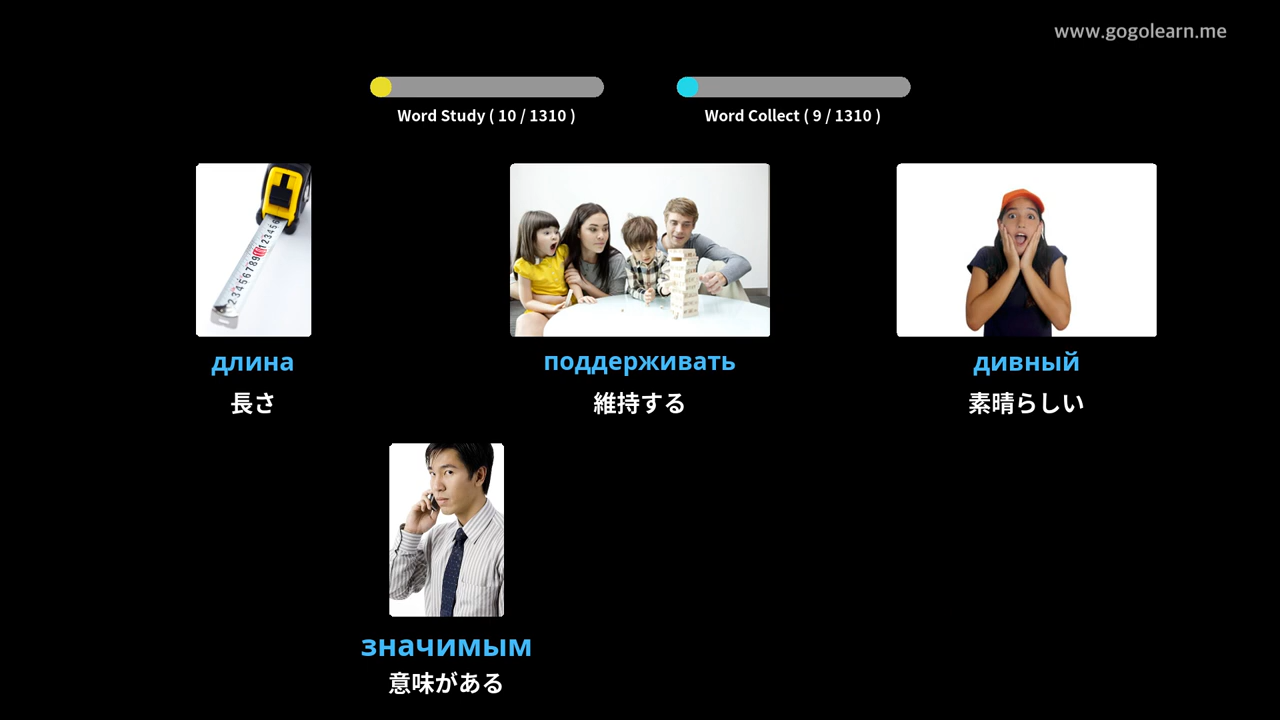 www.gogolearn.me
Word Study ( 10 / 1310 )
Word Collect ( 9 / 1310 )
длина
поддерживать
дивный
長さ
維持する
素晴らしい
значимым
意味がある